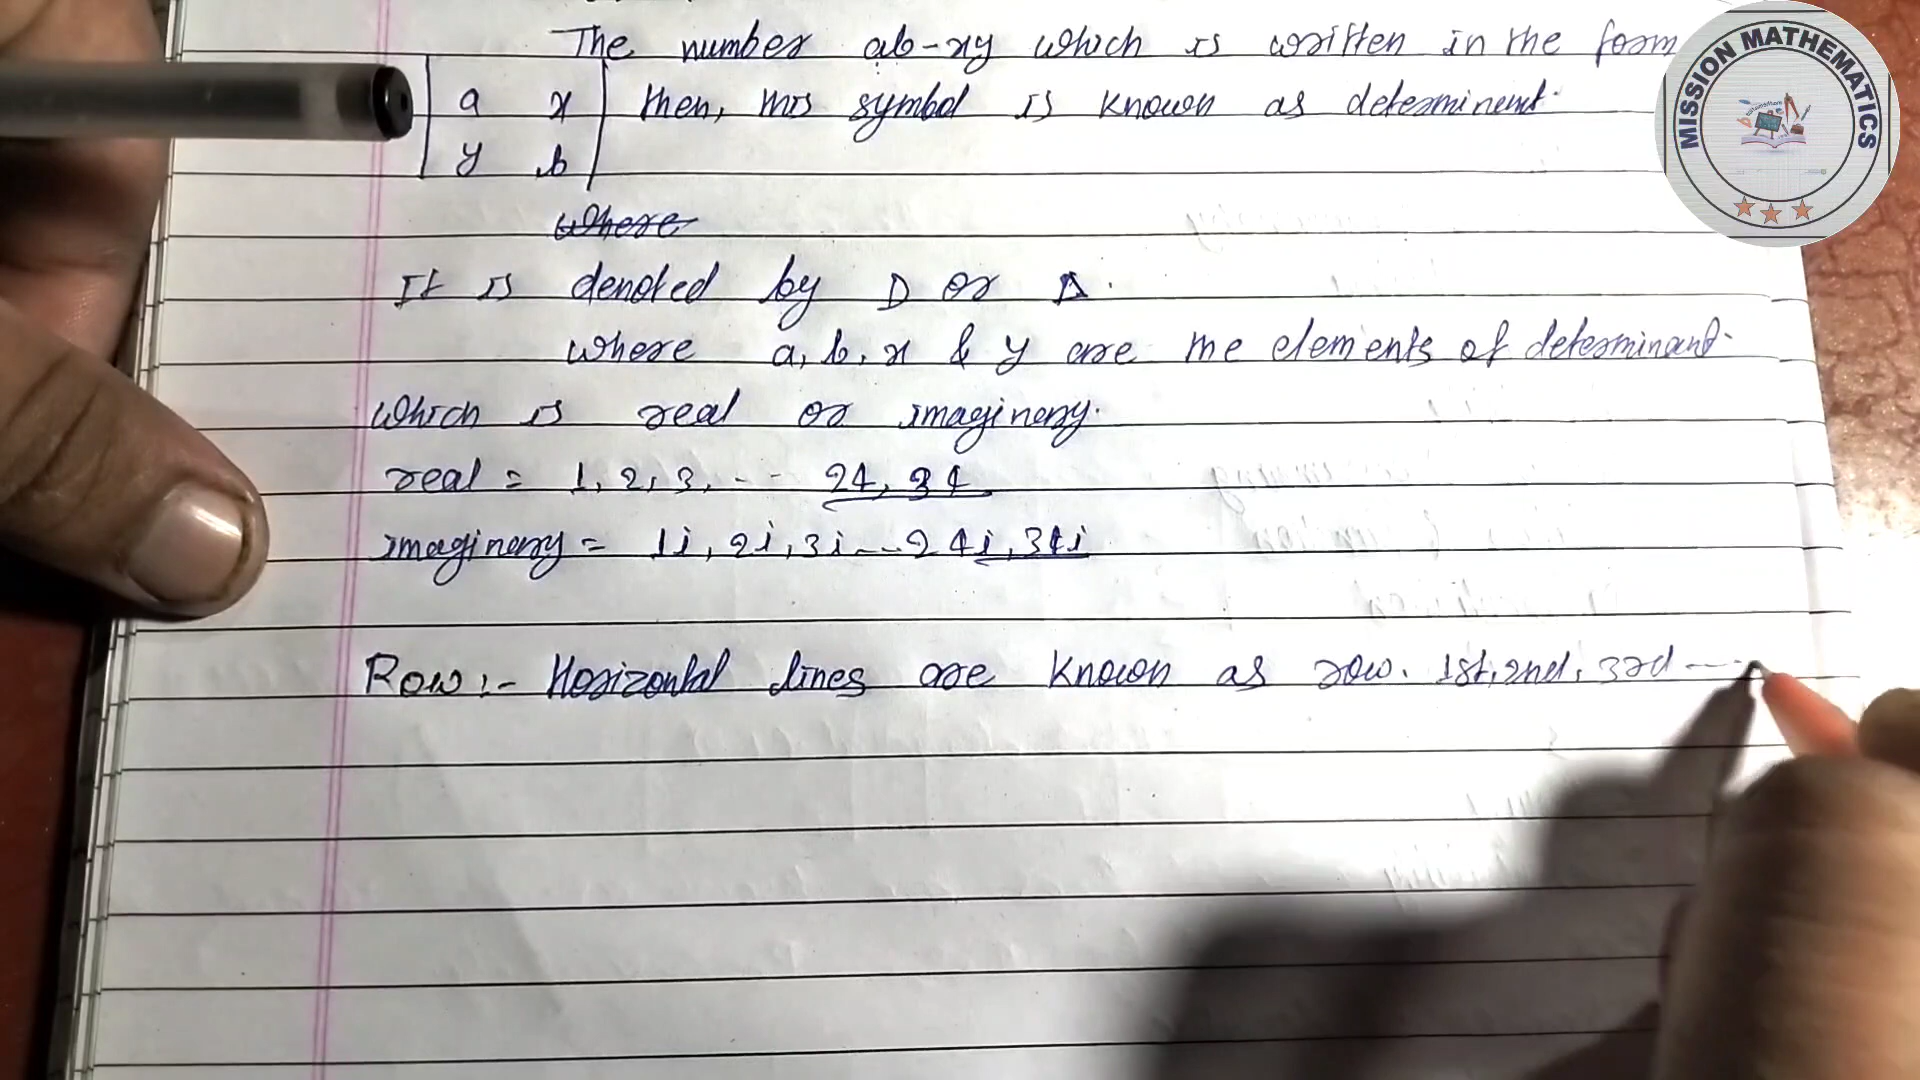 The number ab-xy which is written in the form
a x then, this symbol is known as determinent.
y b
where
It is denoted by D or Δ.
where a, b, x & y are the elements of determinant.
which is real or imaginery.
real = 1, 2, 3, -- 24, 34
imaginery = 1i, 2i, 3i --24i, 34i
Row:- Horizontal lines are known as row. 1st, 2nd, 3rd ---
MISSION MATHEMATICS